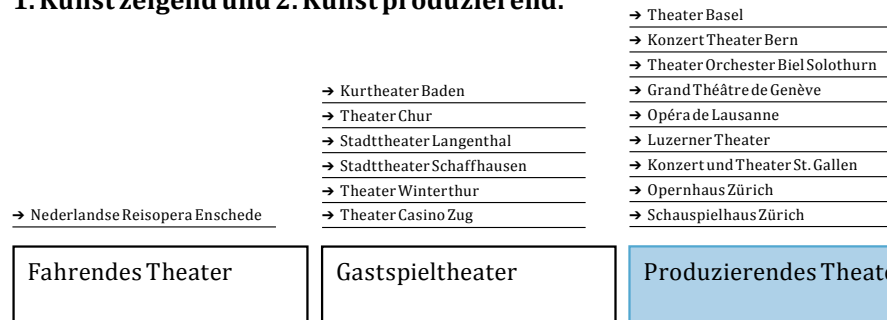 1. Kunst zeigend und 2. Kunst produzierend.
→ Nederlandse Reisopera Enschede
Fahrendes Theater
→ Kurtheater Baden
→ Theater Chur
→ Stadttheater Langenthal
→ Stadttheater Schaffhausen
→ Theater Winterthur
→ Theater Casino Zug
Gastspieltheater
→ Theater Basel
→ Konzert Theater Bern
→ Theater Orchester Biel Solothurn
→ Grand Théâtre de Genève
→ Opéra de Lausanne
→ Luzerner Theater
→ Konzert und Theater St. Gallen
→ Opernhaus Zürich
→ Schauspielhaus Zürich
Produzierendes Theate